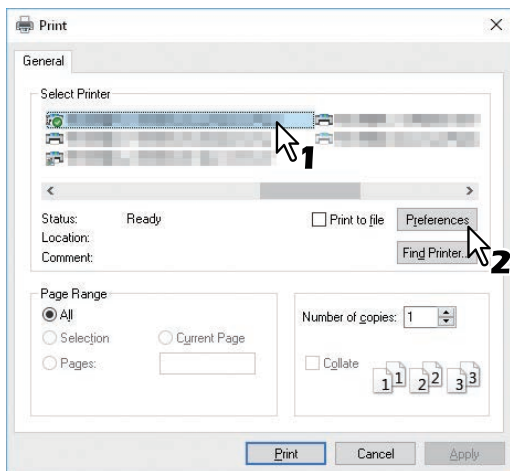 Print
General
Select Printer
1
Status: Ready
Print to file
Preferences
Location:
Comment:
Find Printer...
2
Page Range
All
Selection
Current Page
Pages:
Number of copies: 1
Collate
1 1 2 2 3 3
Print Cancel Apply